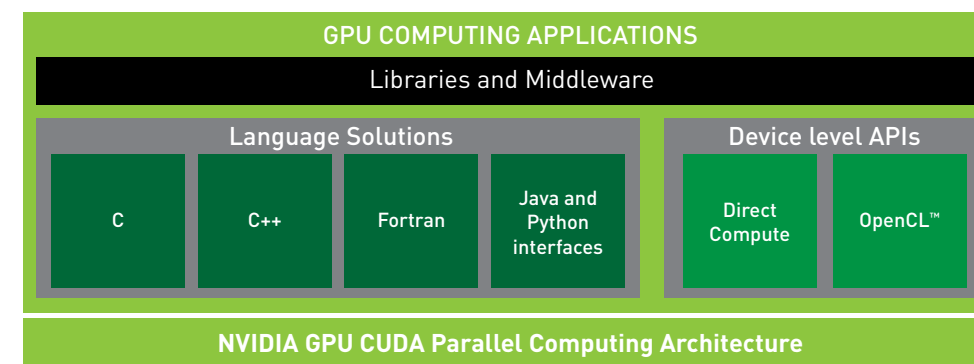 GPU COMPUTING APPLICATIONS
Libraries and Middleware
Language Solutions
C
C++
Fortran
Java and
Python
interfaces
Device level APIs
Direct
Compute
OpenCL™
NVIDIA GPU CUDA Parallel Computing Architecture